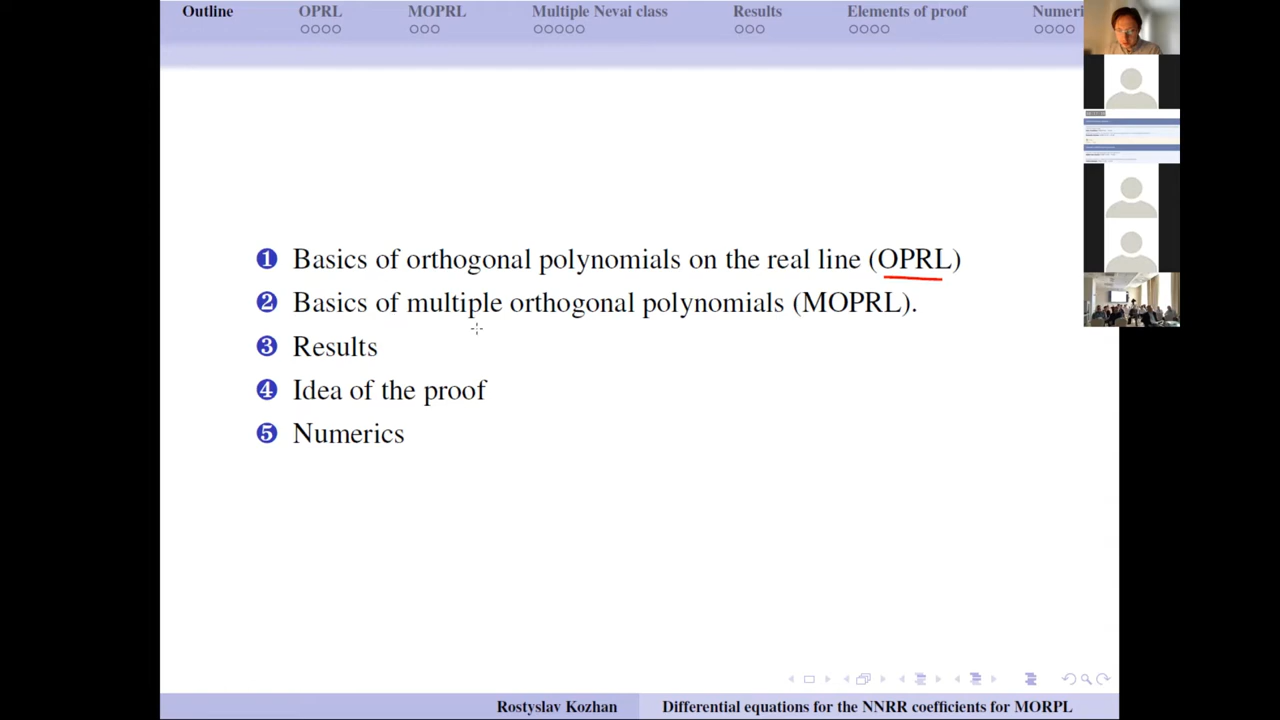 Outline OPRL MOPRL Multiple Nevai class Results Elements of proof Numeri
1 Basics of orthogonal polynomials on the real line (OPRL)
2 Basics of multiple orthogonal polynomials (MOPRL).
3 Results
4 Idea of the proof
5 Numerics
Rostyslav Kozhan Differential equations for the NNRR coefficients for MORPL